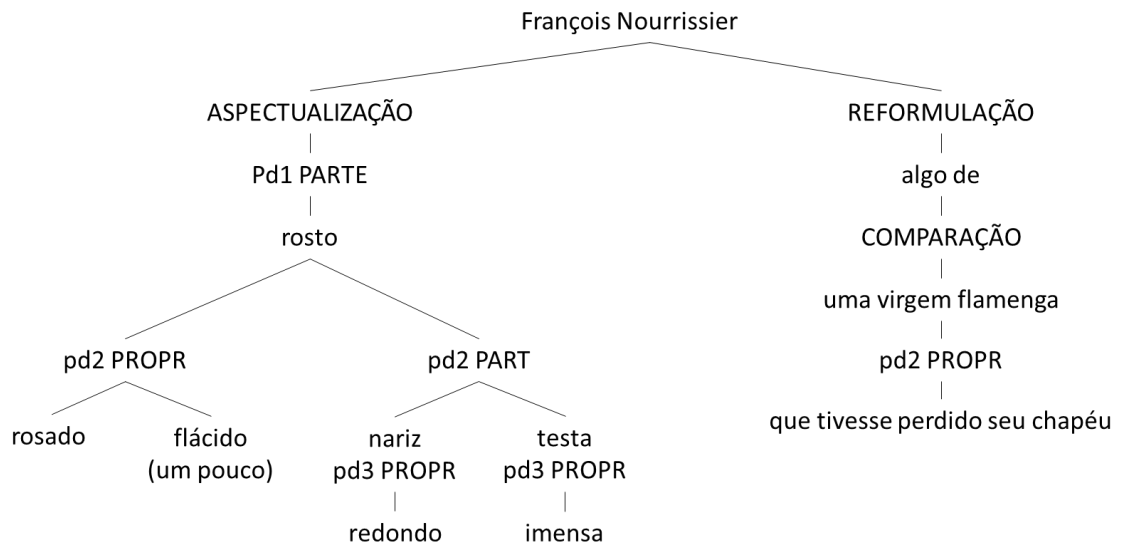 François Nourrissier
ASPECTUALIZAÇÃO
REFORMULAÇÃO
Pd1 PARTE
algo de
rosto
COMPARAÇÃO
uma virgem flamenga
pd2 PROPR
pd2 PART
pd2 PROPR
rosado
flácido
(um pouco)
nariz
pd3 PROPR
testa
pd3 PROPR
que tivesse perdido seu chapéu
redondo
imensa